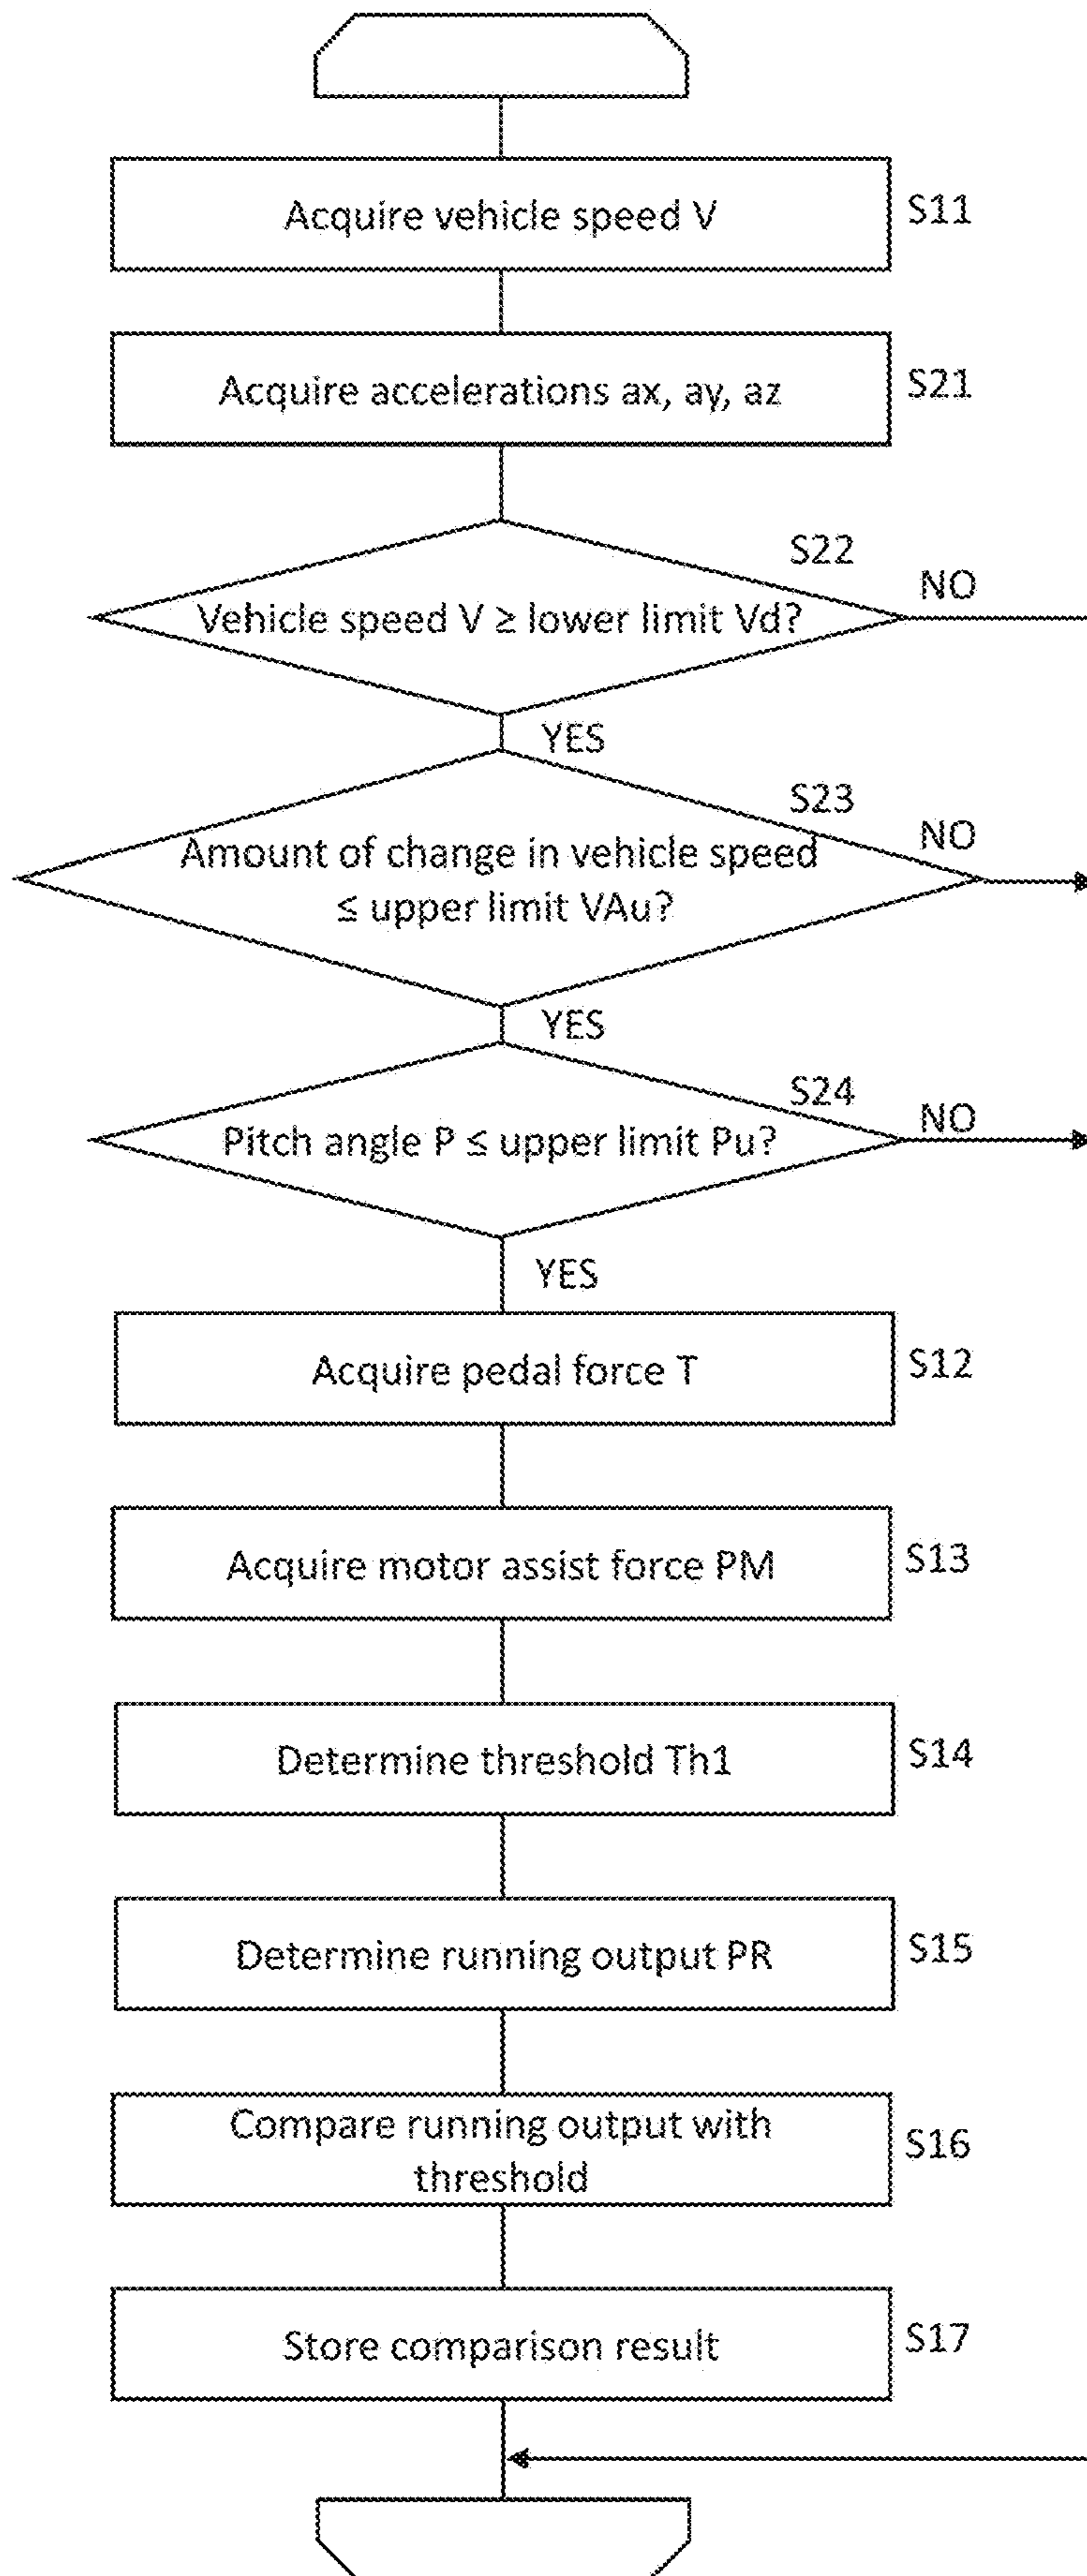 Acquire vehicle speed V
S11
Acquire accelerations ax, ay, az
S21
S22
NO
Vehicle speed V ≥ lower limit Vd?
YES
S23
NO
Amount of change in vehicle speed
≤ upper limit VAu?
YES
S24
NO
Pitch angle P ≤ upper limit Pu?
YES
Acquire pedal force T
S12
Acquire motor assist force PM
S13
Determine threshold Th1
S14
Determine running output PR
S15
Compare running output with
threshold
S16
Store comparison result
S17